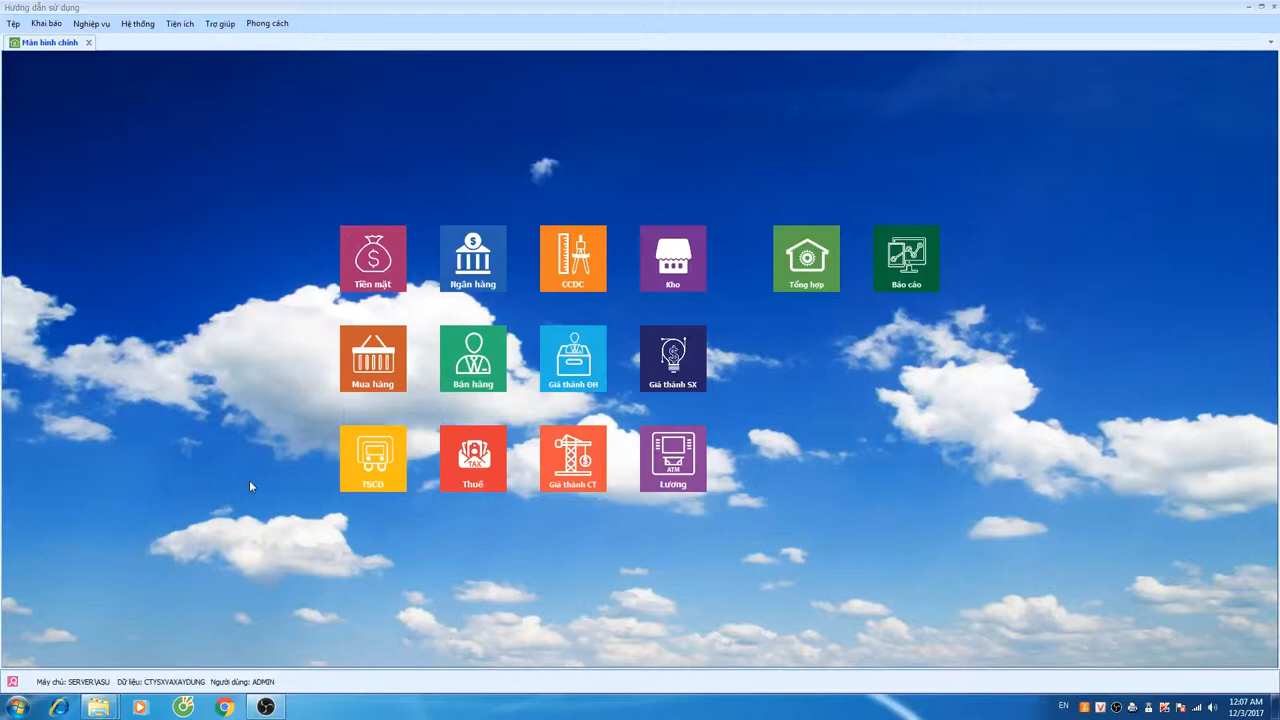 Hướng dẫn sử dụng
Tệp Khai báo Nghiệp vụ Hệ thống Tiện ích Trợ giúp Phong cách
Màn hình chính
$
Tiền mặt
$
Ngân hàng
CCDC
Kho
Tổng hợp
Báo cáo
Mua hàng
Bán hàng
Giá thành ĐH
$
Giá thành SX
TSCĐ
TAX
Thuế
$
Giá thành CT
ATM
Lương
Máy chủ: SERVER\ASU Dữ liệu: CTYSXVAXAYDUNG Người dùng: ADMIN
EN
12:07 AM
12/3/2017